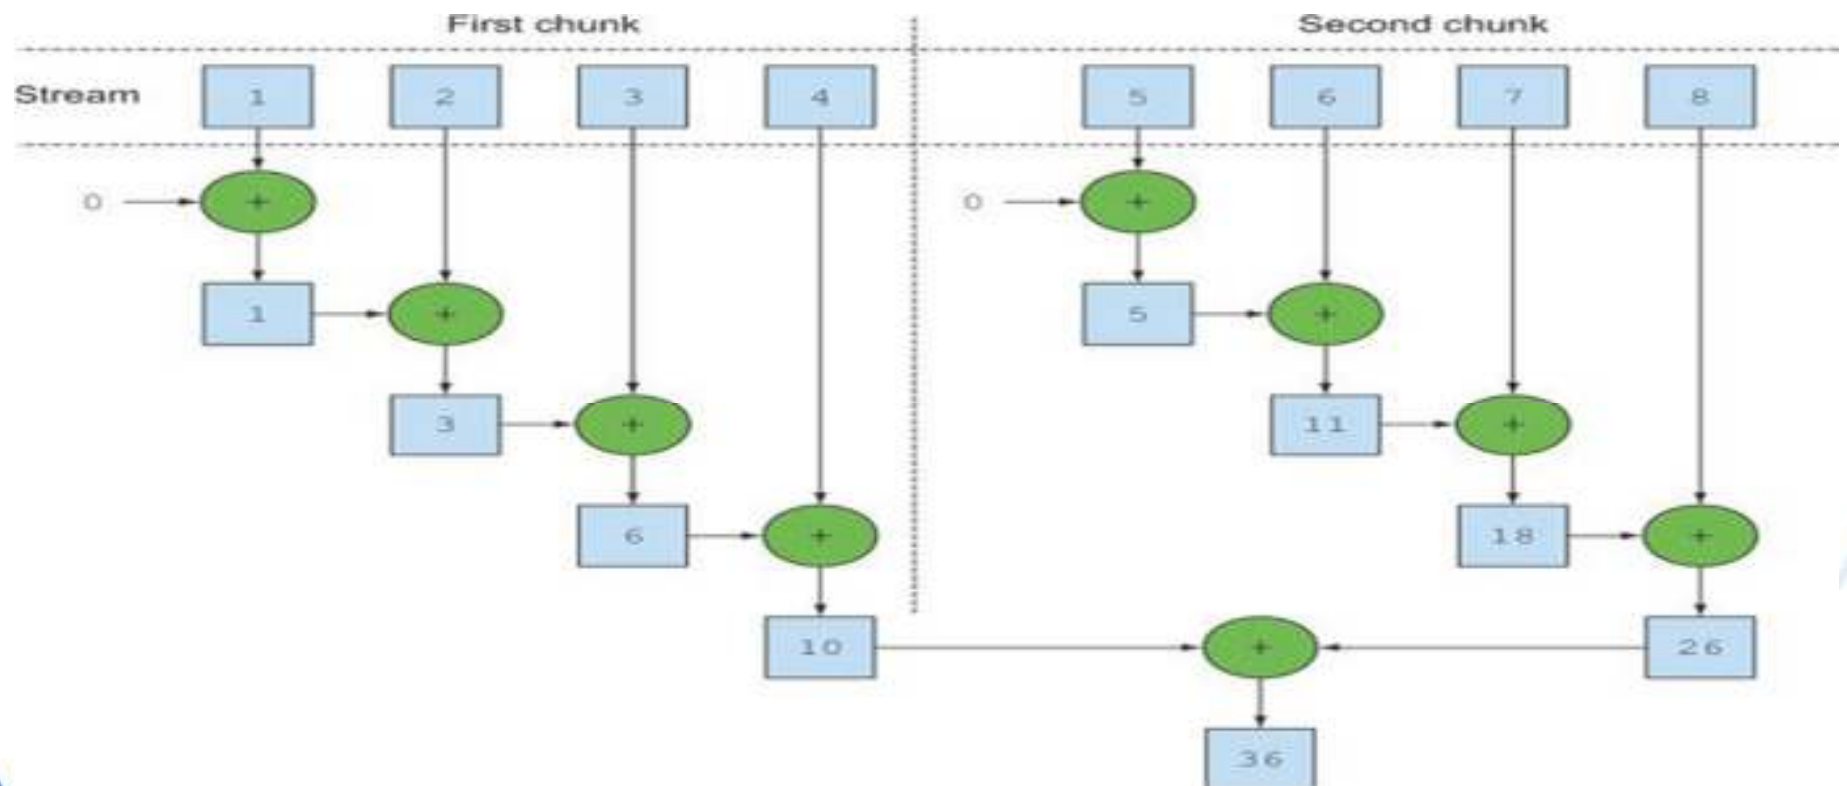 First chunk Second chunk
Stream 1 2 3 4 5 6 7 8
0 + 0 +
1 + 5 +
3 + 11 +
6 + 18 +
10 + 26
36